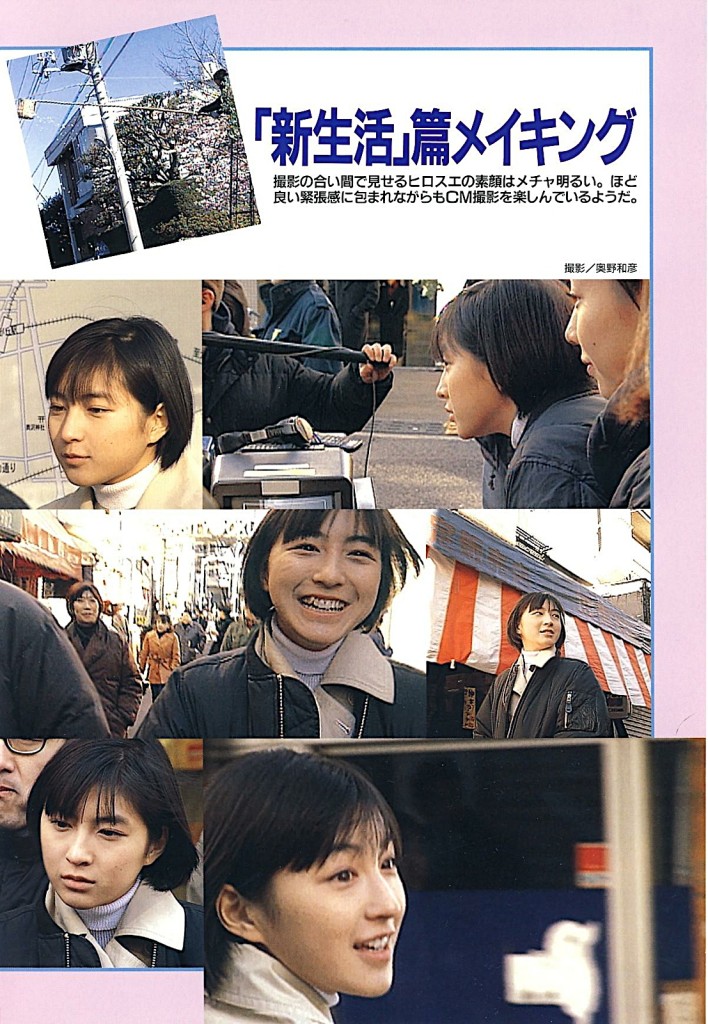 「新生活」篇メイキング
撮影の合い間で見せるヒロスエの素顔はメチャ明るい。ほど
良い緊張感に包まれながらもCM撮影を楽しんでいるようだ。
撮影／奥野和彦
通り